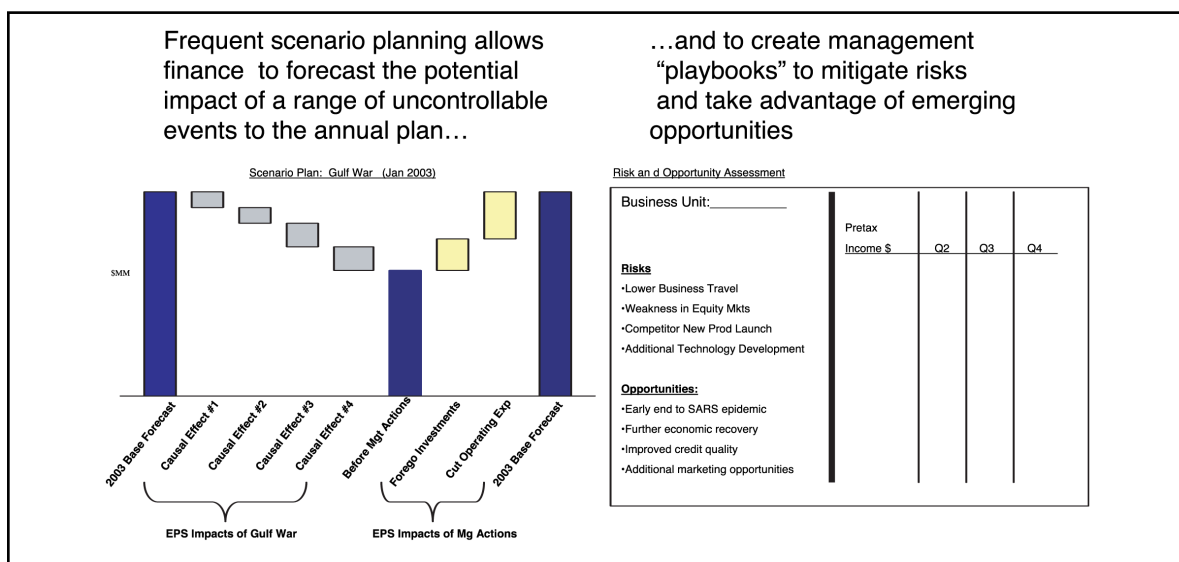 Frequent scenario planning allows
finance to forecast the potential
impact of a range of uncontrollable
events to the annual plan…
…and to create management
“playbooks” to mitigate risks
and take advantage of emerging
opportunities
Scenario Plan: Gulf War (Jan 2003)
$MM
2003 Base Forecast
Causal Effect #1
Causal Effect #2
Causal Effect #3
Causal Effect #4
Before Mgt Actions
Forego Investments
Cut Operating Exp
2003 Base Forecast
EPS Impacts of Gulf War
EPS Impacts of Mg Actions
Risk an d Opportunity Assessment
Business Unit:__________
Pretax
Income $ Q2 Q3 Q4
Risks
•Lower Business Travel
•Weakness in Equity Mkts
•Competitor New Prod Launch
•Additional Technology Development
Opportunities:
•Early end to SARS epidemic
•Further economic recovery
•Improved credit quality
•Additional marketing opportunities